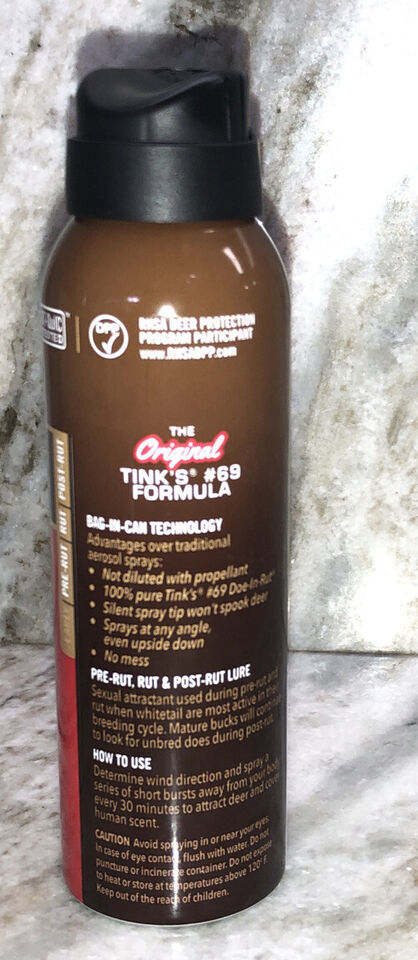 DPP
RMSA DEER PROTECTION
PROGRAM PARTICIPANT
www.RMSADPP.com
THE
Original
TINK'S® #69
FORMULA
BAG-IN-CAN TECHNOLOGY
Advantages over traditional
aerosol sprays:
• Not diluted with propellant
• 100% pure Tink's® #69 Doe-In-Rut®
• Silent spray tip won't spook deer
• Sprays at any angle,
even upside down
• No mess
PRE-RUT, RUT & POST-RUT LURE
Sexual attractant used during pre-rut and
rut when whitetail are most active in the
breeding cycle. Mature bucks will continue
to look for unbred does during post-rut.
HOW TO USE
Determine wind direction and spray a
series of short bursts away from your body
every 30 minutes to attract deer and cover
human scent.
CAUTION Avoid spraying in or near your eyes.
In case of eye contact, flush with water. Do not
puncture or incinerate container. Do not expose
to heat or store at temperatures above 120° F.
Keep out of the reach of children.
PRE-RUT RUT POST-RUT